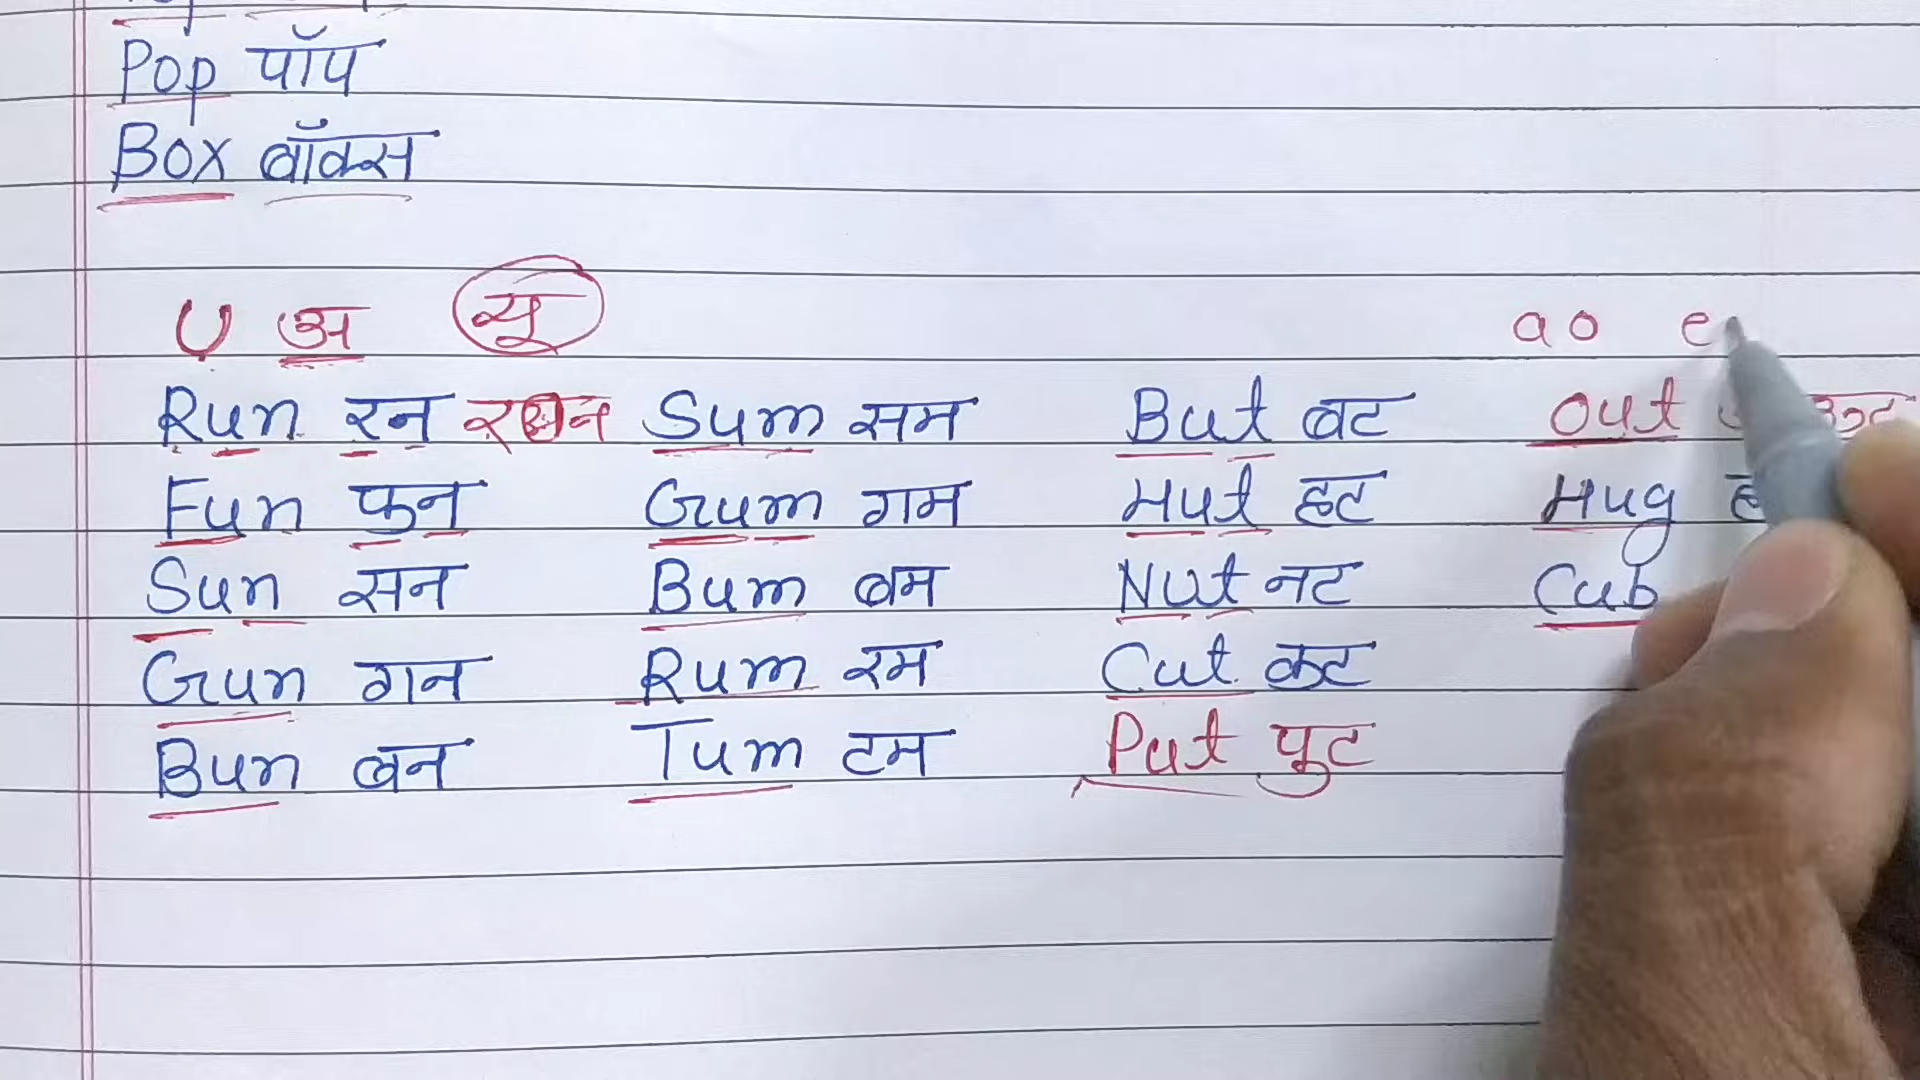 Pop पॉप
Box बॉक्स
U अ यू a o e
Run रन रअन Sum सम But बट Out
Fun फुन Gum गम Hut हट Hug
Sun सन Bum बम Nut नट Cub
Gun गन Rum रम Cut कट
Bun बन Tum टम Put पुट